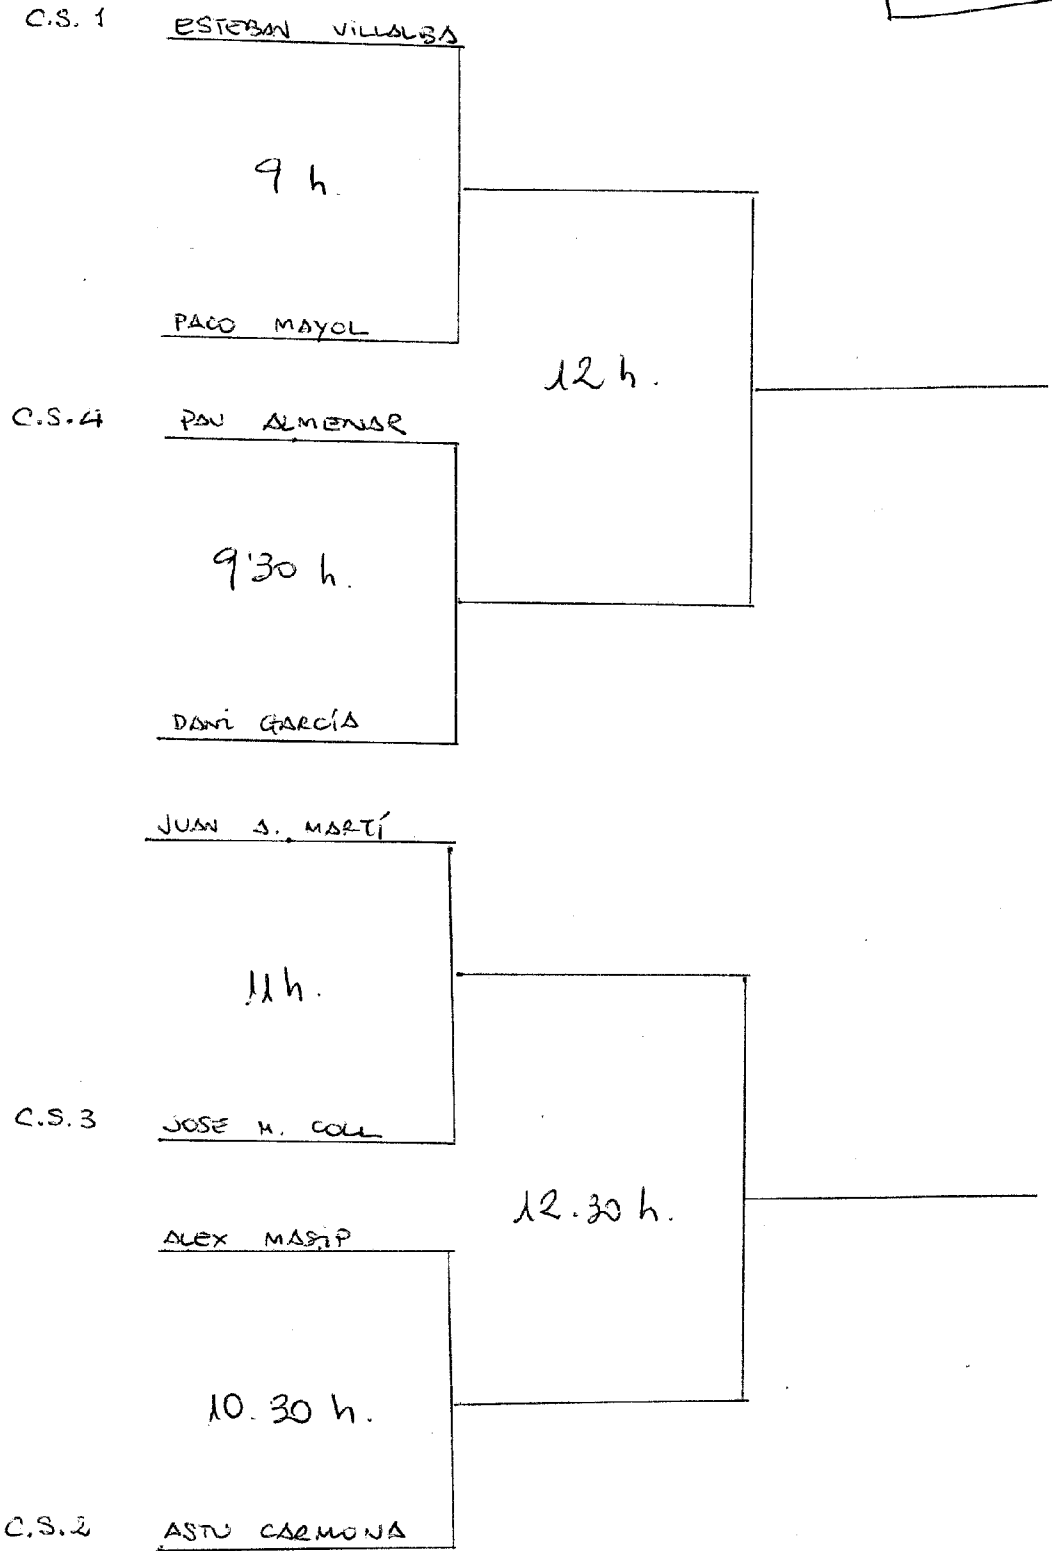 C.S. 1 ESTEBAN VILLALBA
9 h.
PACO MAYOL
12 h.
C.S.4 PAU ALMENAR
9'30 h.
DANI GARCÍA
JUAN A. MARTÍ
11 h.
C.S.3 JOSE M. COLL
12.30 h.
ALEX MASIP
10.30 h.
C.S.2 ASTU CARMONA